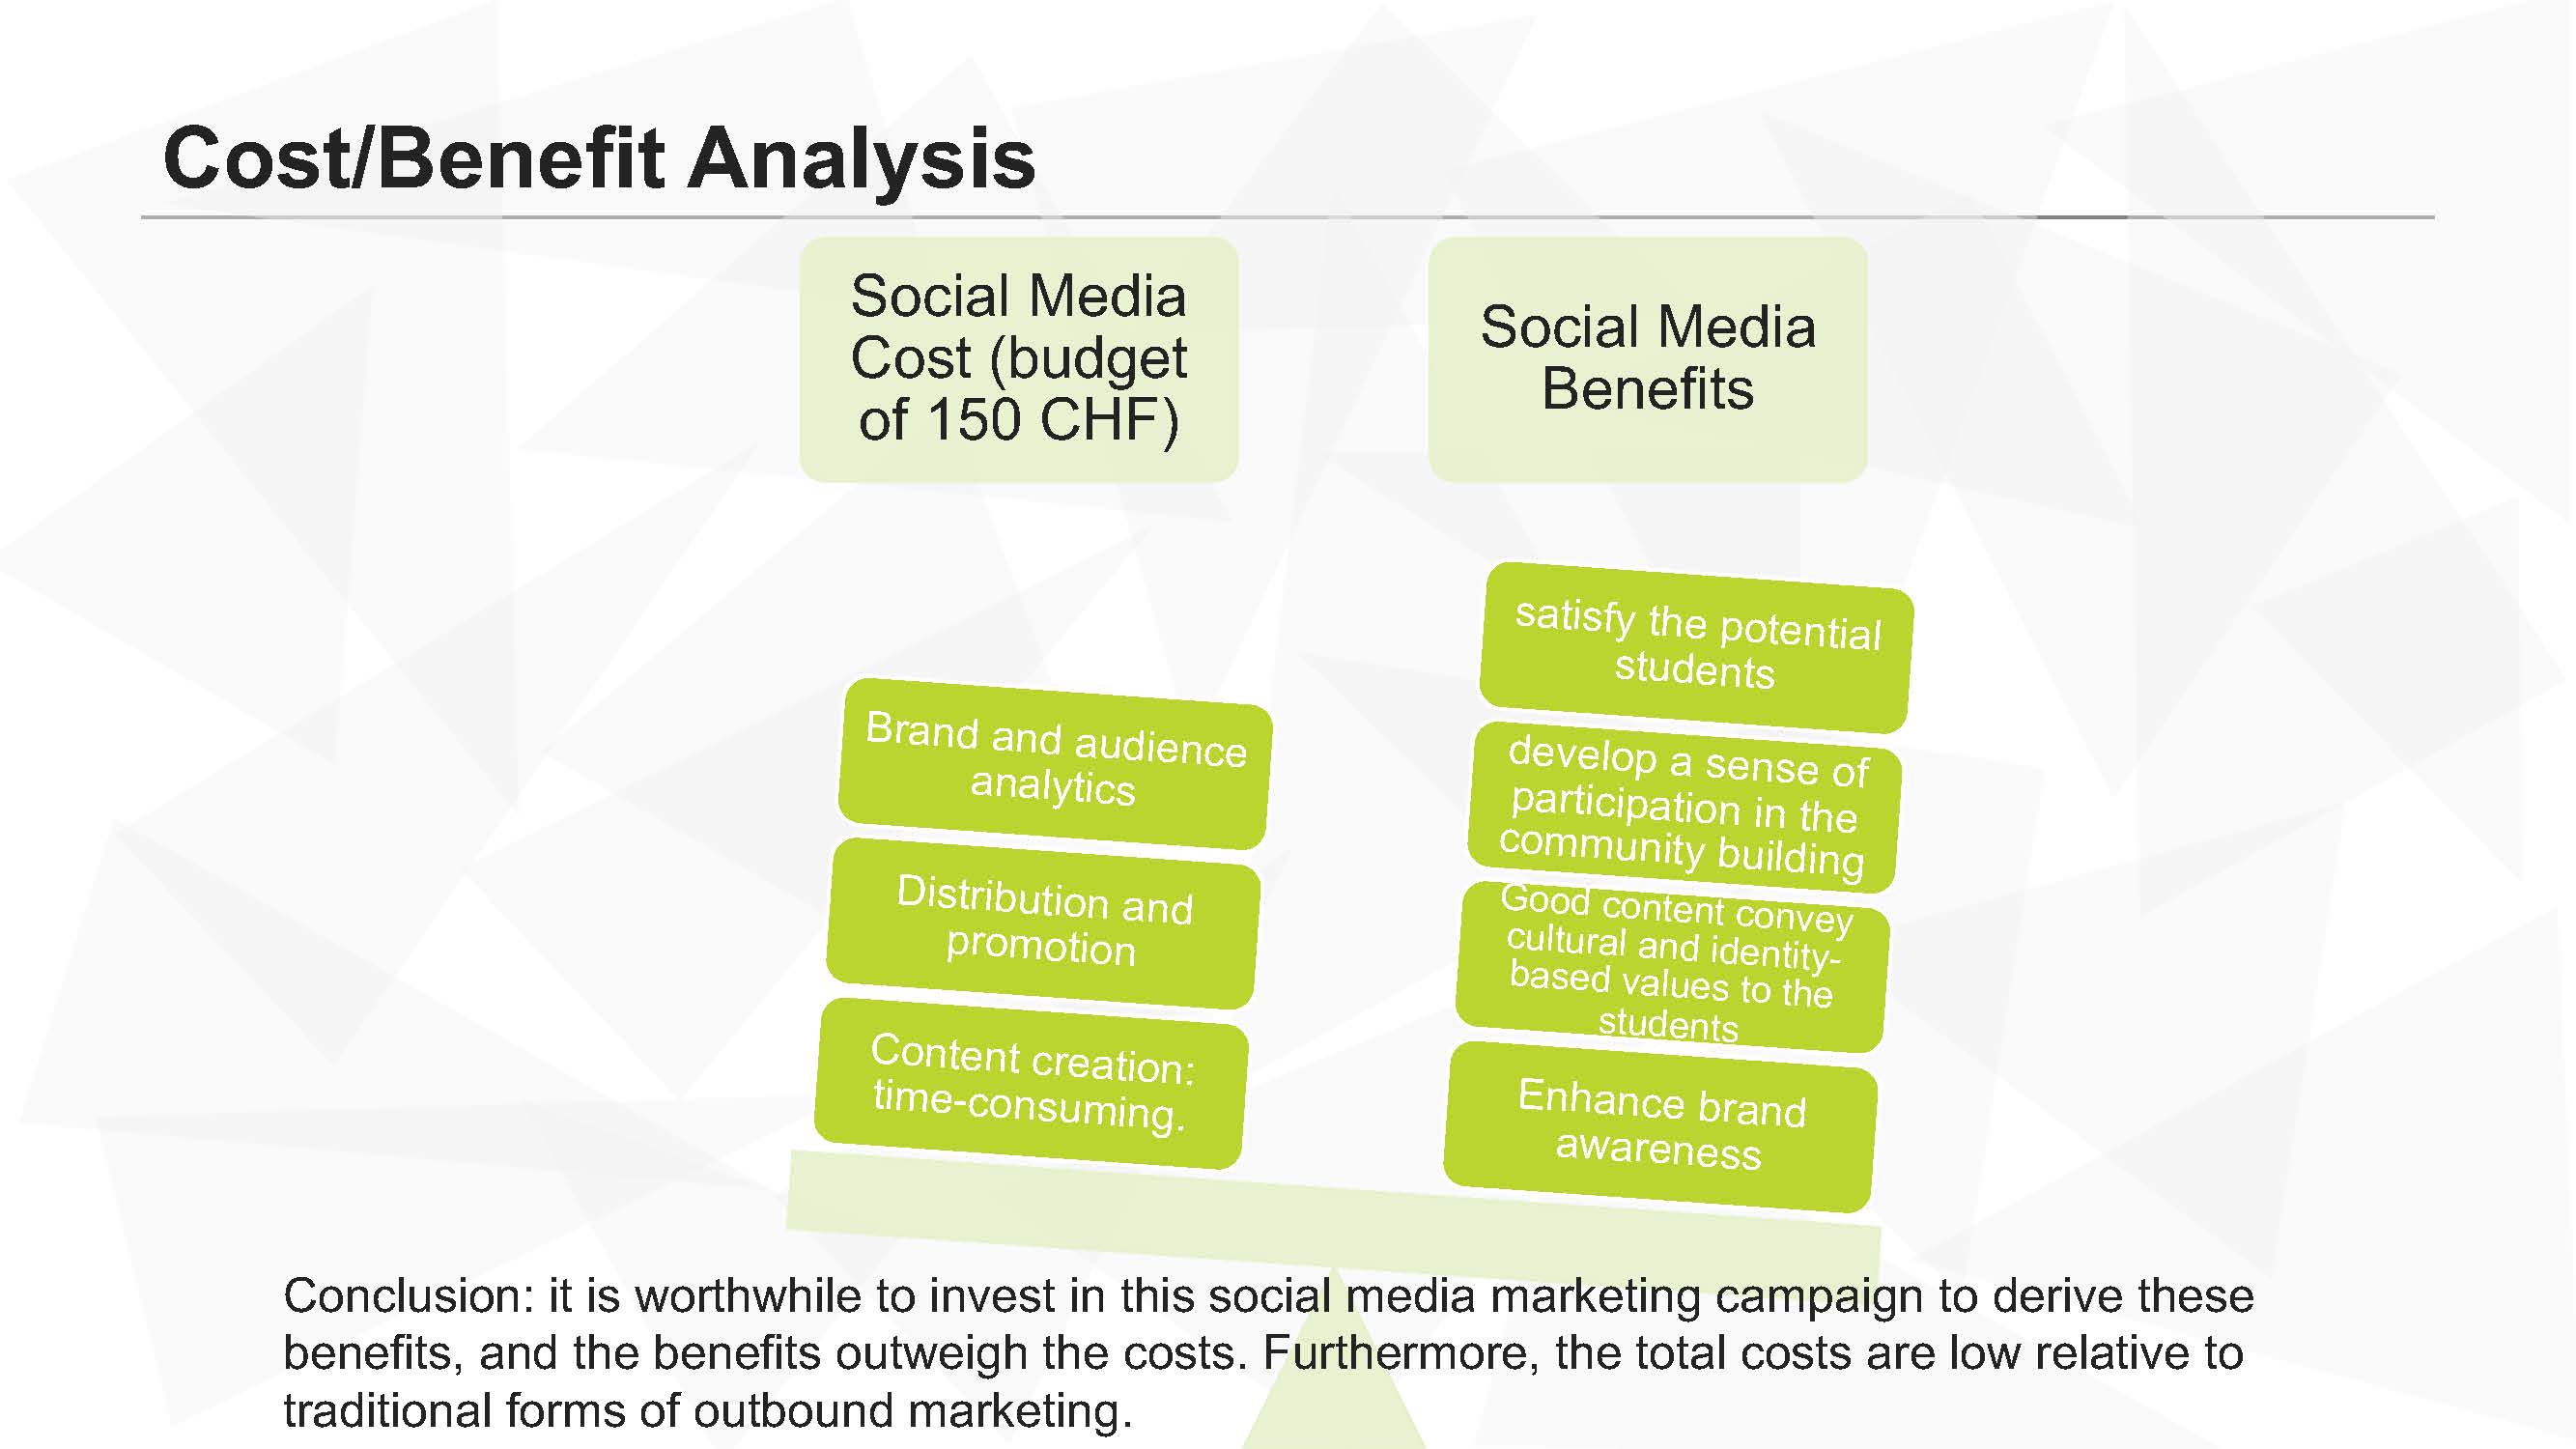 Cost/Benefit Analysis
Social Media
Cost (budget
of 150 CHF)
Social Media
Benefits
Brand and audience
analytics
Distribution and
promotion
Content creation:
time-consuming.
satisfy the potential
students
develop a sense of
participation in the
community building
Good content convey
cultural and identity-
based values to the
students
Enhance brand
awareness
Conclusion: it is worthwhile to invest in this social media marketing campaign to derive these
benefits, and the benefits outweigh the costs. Furthermore, the total costs are low relative to
traditional forms of outbound marketing.